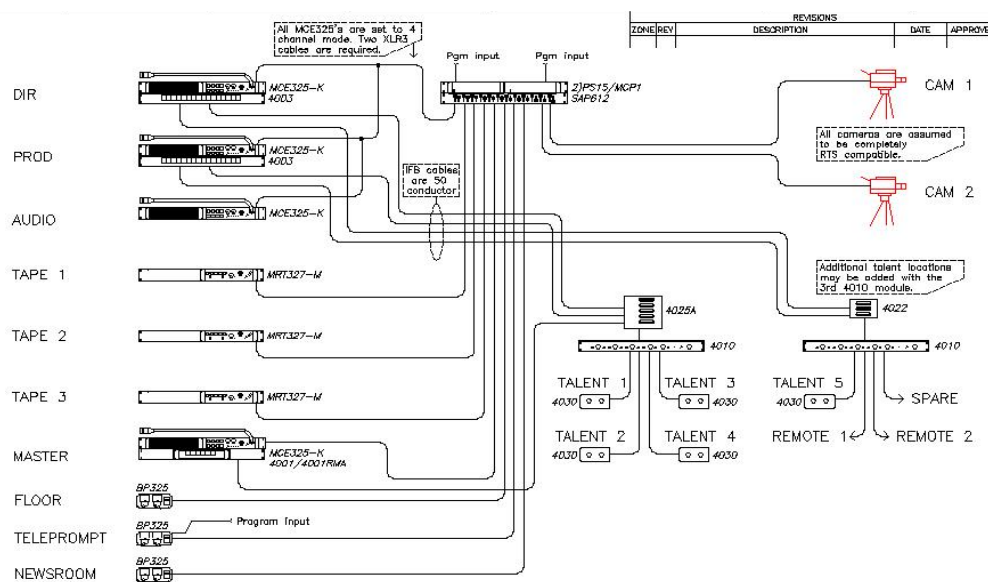 REVISIONS
ZONE REV DESCRIPTION DATE APPROVE
All MCE325's are set to 4
channel mode. Two XLR3
cables are required.
Pgm input
Pgm input
DIR
MCE325-K
4003
2)PS15/MCP1
SAP612
CAM 1
All cameras are assumed
to be completely
RTS compatible.
PROD
MCE325-K
4003
IFB cables
are 50
conductor
CAM 2
AUDIO
MCE325-K
TAPE 1
MRT327-M
Additional talent locations
may be added with the
3rd 4010 module.
4025A
4022
TAPE 2
MRT327-M
4010
4010
TALENT 1
TALENT 3
TALENT 5
4030
4030
4030
SPARE
TAPE 3
MRT327-M
TALENT 2
TALENT 4
REMOTE 1
REMOTE 2
4030
4030
MASTER
MCE325-K
4001/4001RMA
BP325
FLOOR
BP325
Program Input
TELEPROMPT
BP325
NEWSROOM